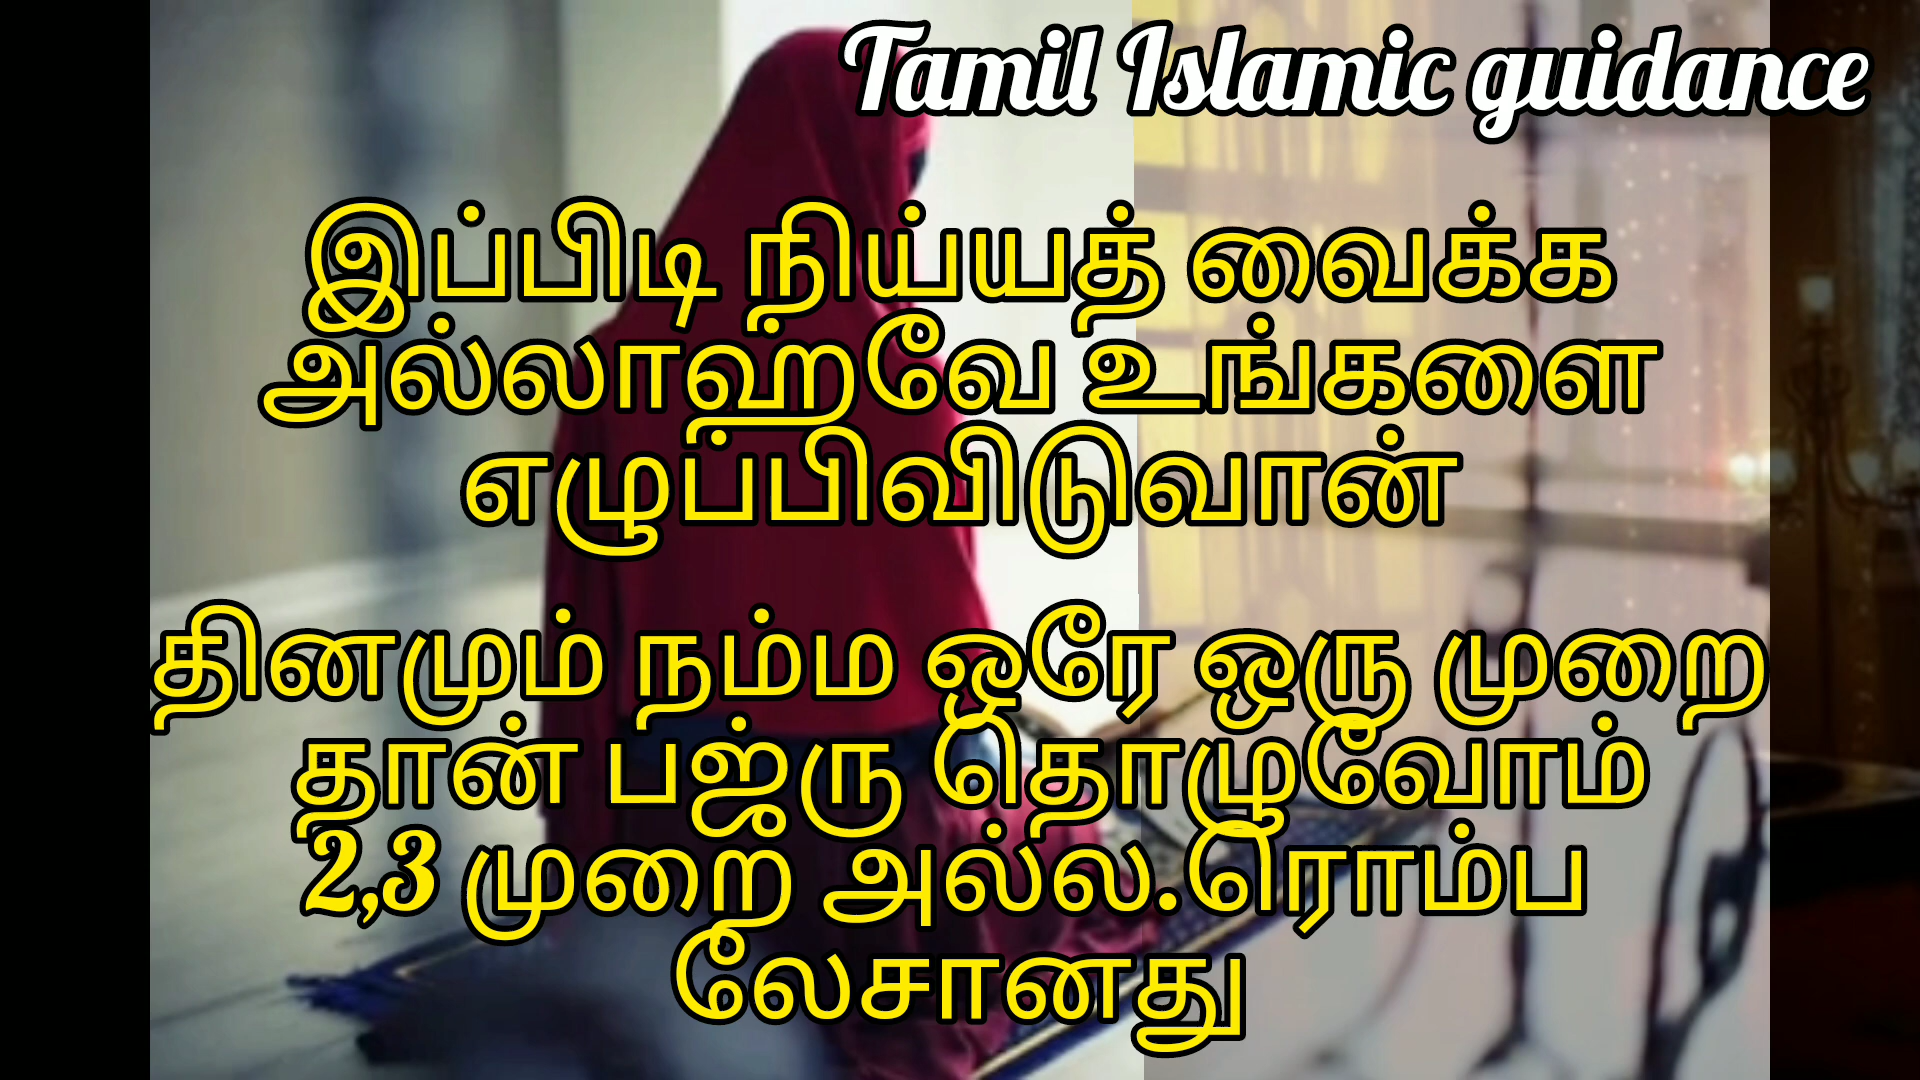 Tamil Islamic guidance
இப்பிடி நிய்யத் வைக்க
அல்லாஹ்வே உங்களை
எழுப்பிவிடுவான்
தினமும் நம்ம ஒரே ஒரு முறை
தான் பஜ்ரு தொழுவோம்
2,3 முறை அல்ல.ரொம்ப
லேசானது